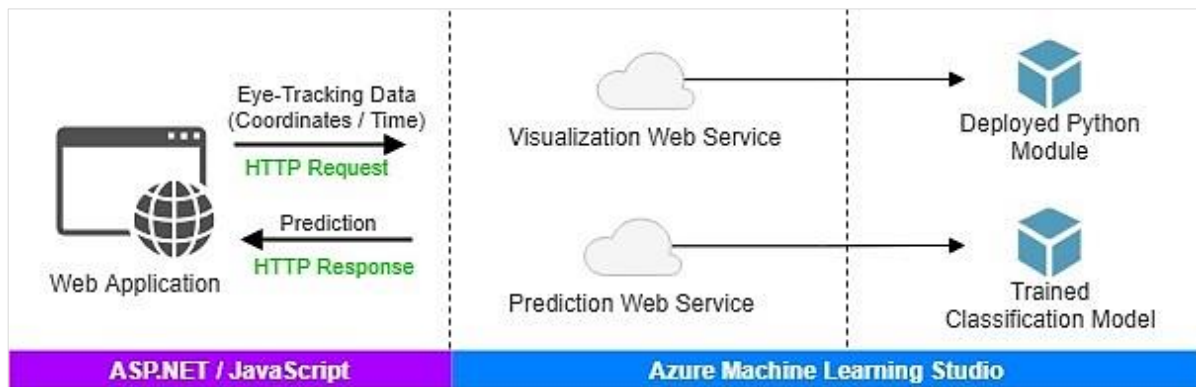 Eye-Tracking Data
(Coordinates / Time)
HTTP Request
Prediction
HTTP Response
Web Application
Visualization Web Service
Prediction Web Service
Deployed Python
Module
Trained
Classification Model
ASP.NET / JavaScript
Azure Machine Learning Studio